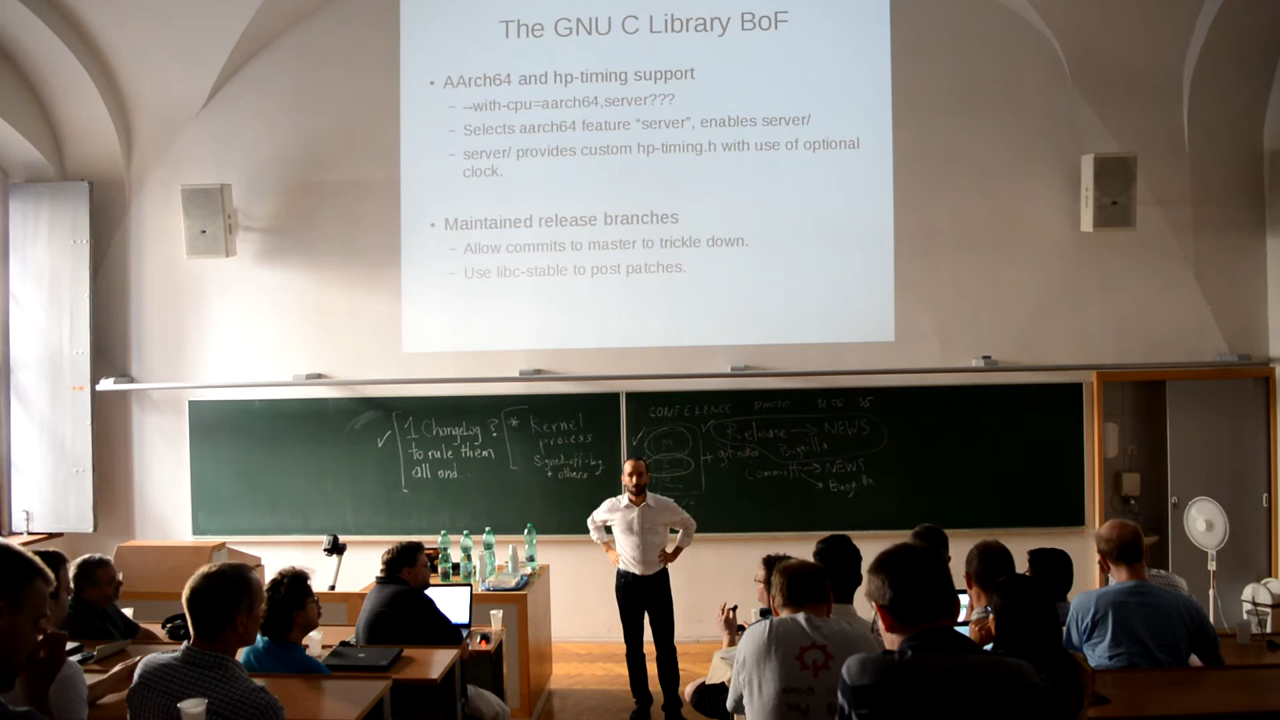 The GNU C Library BoF
• AArch64 and hp-timing support
– --with-cpu=aarch64,server???
– Selects aarch64 feature “server”, enables server/
– server/ provides custom hp-timing.h with use of optional
clock.
• Maintained release branches
– Allow commits to master to trickle down.
– Use libc-stable to post patches.
1 ChangeLog ?
to rule them
all and...
* Kernel
process
Signed-off-by
+ others
CONFERENCE
M
Release → NEWS
Bugzilla
Commit → NEWS
Bugzilla